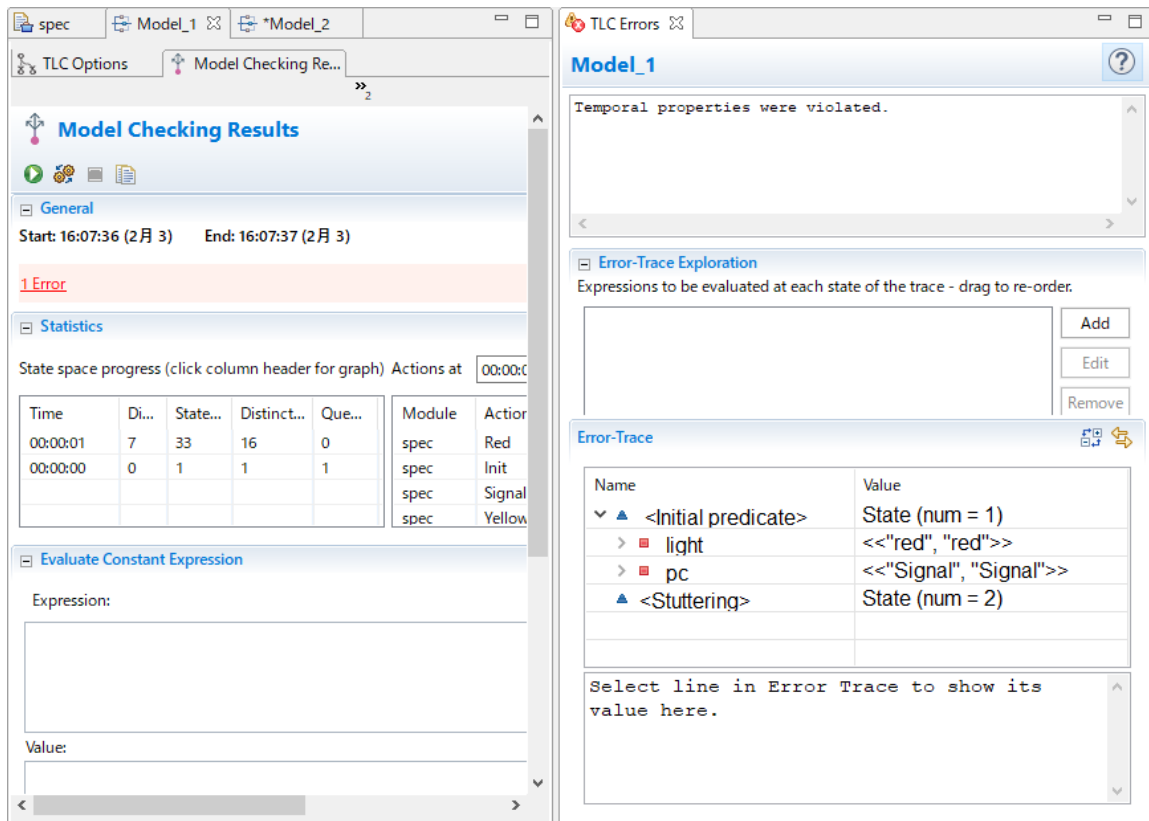 spec
Model_1
*Model_2
TLC Options
Model Checking Re...
»2
Model Checking Results
General
Start: 16:07:36 (2月 3) End: 16:07:37 (2月 3)
1 Error
Statistics
State space progress (click column header for graph) Actions at 00:00:0
Time Di... State... Distinct... Que...
00:00:01 7 33 16 0
00:00:00 0 1 1 1
Module Action
spec Red
spec Init
spec Signal
spec Yellow
Evaluate Constant Expression
Expression:
Value:
TLC Errors
Model_1
?
Temporal properties were violated.
Error-Trace Exploration
Expressions to be evaluated at each state of the trace - drag to re-order.
Add
Edit
Remove
Error-Trace
Name Value
<Initial predicate> State (num = 1)
light <<"red", "red">>
pc <<"Signal", "Signal">>
<Stuttering> State (num = 2)
Select line in Error Trace to show its
value here.